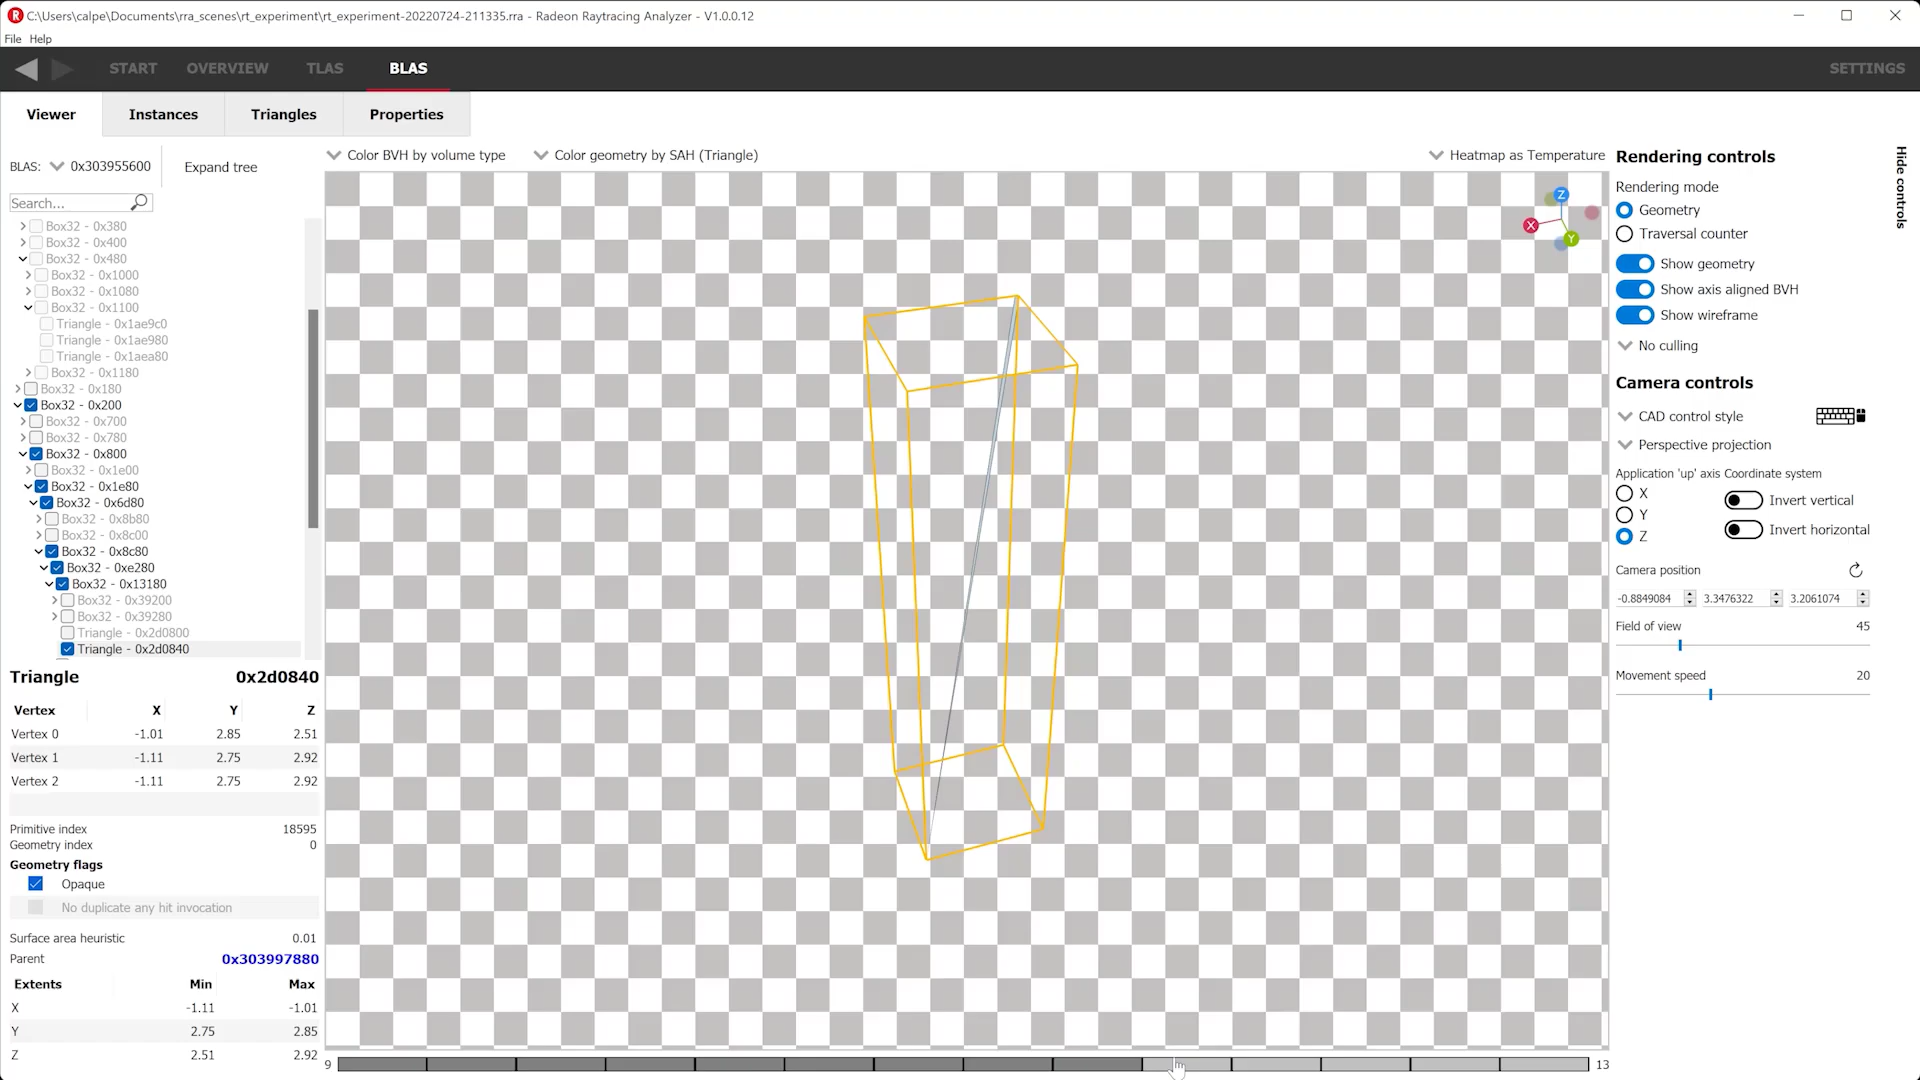 C:\Users\calpe\Documents\rra_scenes\rt_experiment\rt_experiment-20220724-211335.rra - Radeon Raytracing Analyzer - V1.0.0.12
File Help
START OVERVIEW TLAS BLAS SETTINGS
Viewer Instances Triangles Properties
BLAS: 0x303955600 Expand tree
Color BVH by volume type Color geometry by SAH (Triangle) Heatmap as Temperature
Search...
Box32 - 0x380
Box32 - 0x400
Box32 - 0x480
Box32 - 0x1000
Box32 - 0x1080
Box32 - 0x1100
Triangle - 0x1ae9c0
Triangle - 0x1ae980
Triangle - 0x1aea80
Box32 - 0x1180
Box32 - 0x180
Box32 - 0x200
Box32 - 0x700
Box32 - 0x780
Box32 - 0x800
Box32 - 0x1e00
Box32 - 0x1e80
Box32 - 0x6d80
Box32 - 0x8b80
Box32 - 0x8c00
Box32 - 0x8c80
Box32 - 0xe280
Box32 - 0x13180
Box32 - 0x39200
Box32 - 0x39280
Triangle - 0x2d0800
Triangle - 0x2d0840
Triangle 0x2d0840
Vertex X Y Z
Vertex 0 -1.01 2.85 2.51
Vertex 1 -1.11 2.75 2.92
Vertex 2 -1.11 2.75 2.92
Primitive index 18595
Geometry index 0
Geometry flags
Opaque
No duplicate any hit invocation
Surface area heuristic 0.01
Parent 0x303997880
Extents Min Max
X -1.11 -1.01
Y 2.75 2.85
Z 2.51 2.92
Z
X
Y
9 13
Rendering controls
Rendering mode
Geometry
Traversal counter
Show geometry
Show axis aligned BVH
Show wireframe
No culling
Camera controls
CAD control style
Perspective projection
Application 'up' axis Coordinate system
X
Y
Z
Invert vertical
Invert horizontal
Camera position
-0.8849084 3.3476322 3.2061074
Field of view 45
Movement speed 20
Hide controls